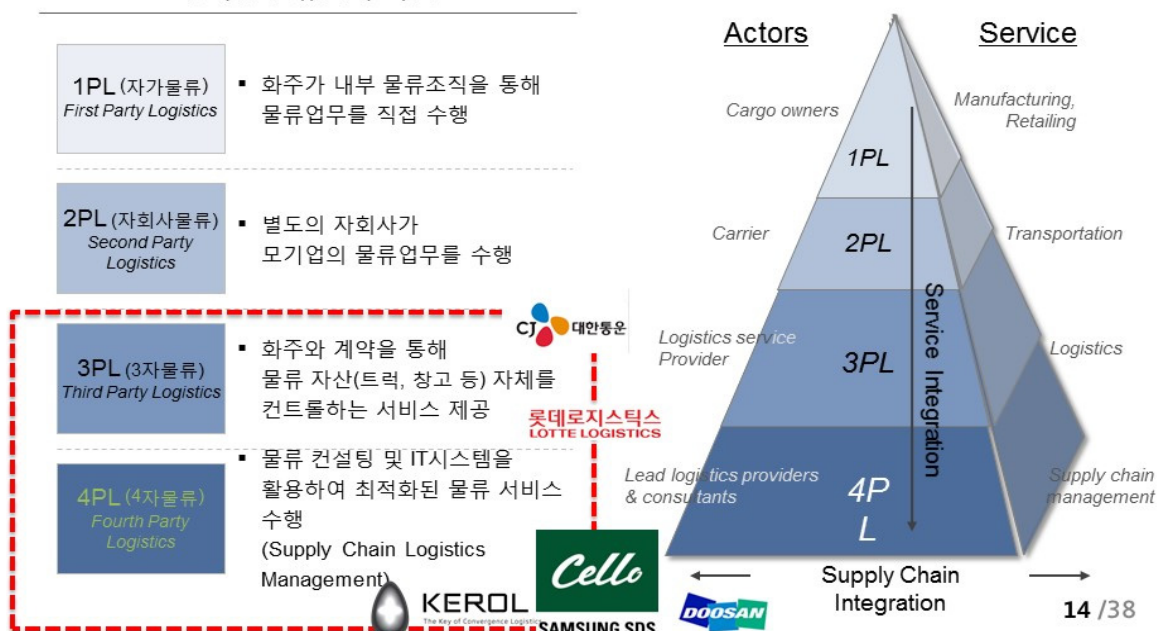 1PL (자가물류)
First Party Logistics
▪ 화주가 내부 물류조직을 통해
물류업무를 직접 수행
2PL (자회사물류)
Second Party
Logistics
▪ 별도의 자회사가
모기업의 물류업무를 수행
3PL (3자물류)
Third Party Logistics
▪ 화주와 계약을 통해
물류 자산(트럭, 창고 등) 자체를
컨트롤하는 서비스 제공
4PL (4자물류)
Fourth Party
Logistics
▪ 물류 컨설팅 및 IT시스템을
활용하여 최적화된 물류 서비스
수행
(Supply Chain Logistics
Management)
CJ 대한통운
롯데로지스틱스
LOTTE LOGISTICS
KEROL
The Key of Convergence Logistics
Cello
SAMSUNG SDS
DOOSAN
Actors
Service
Cargo owners
1PL
Manufacturing,
Retailing
Carrier
2PL
Transportation
Logistics service
Provider
3PL
Logistics
Lead logistics providers
& consultants
4P
L
Supply chain
management
Service Integration
Supply Chain
Integration
14 /38